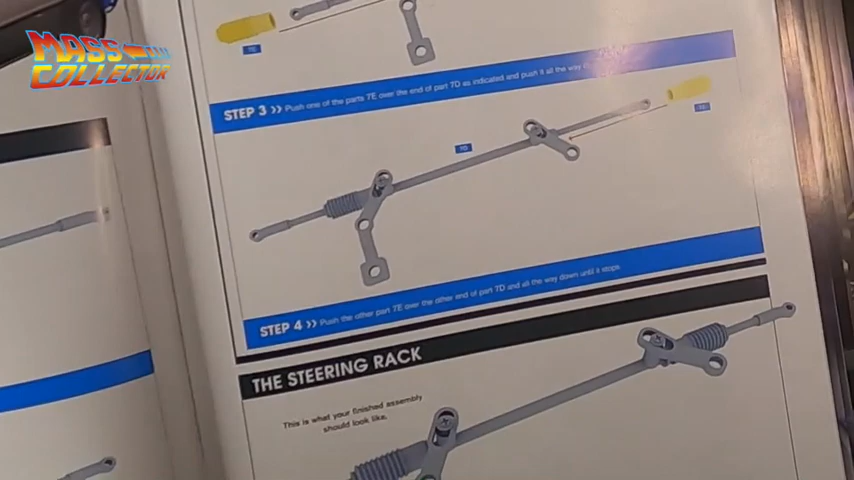 MASS
COLLECTOR
7E
STEP 3 >> Push one of the parts 7E over the end of part 7D as indicated and push it all the way
7D
7E
STEP 4 >> Push the other part 7E over the other end of part 7D and all the way down until it stops.
THE STEERING RACK
This is what your finished assembly
should look like.